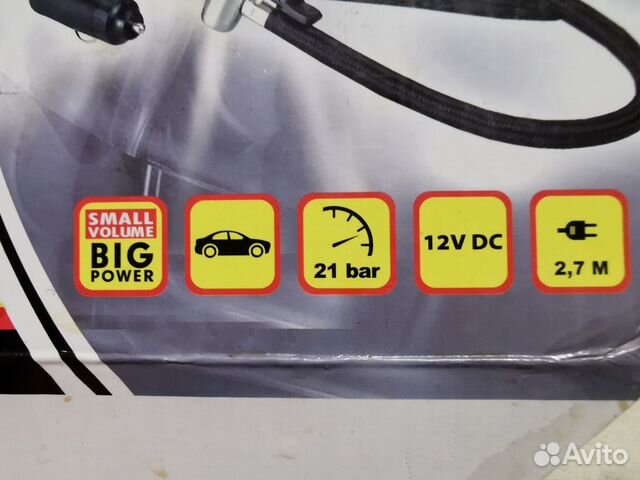 SMALL
VOLUME
BIG
POWER
21 bar
12V DC
2,7 M
Avito